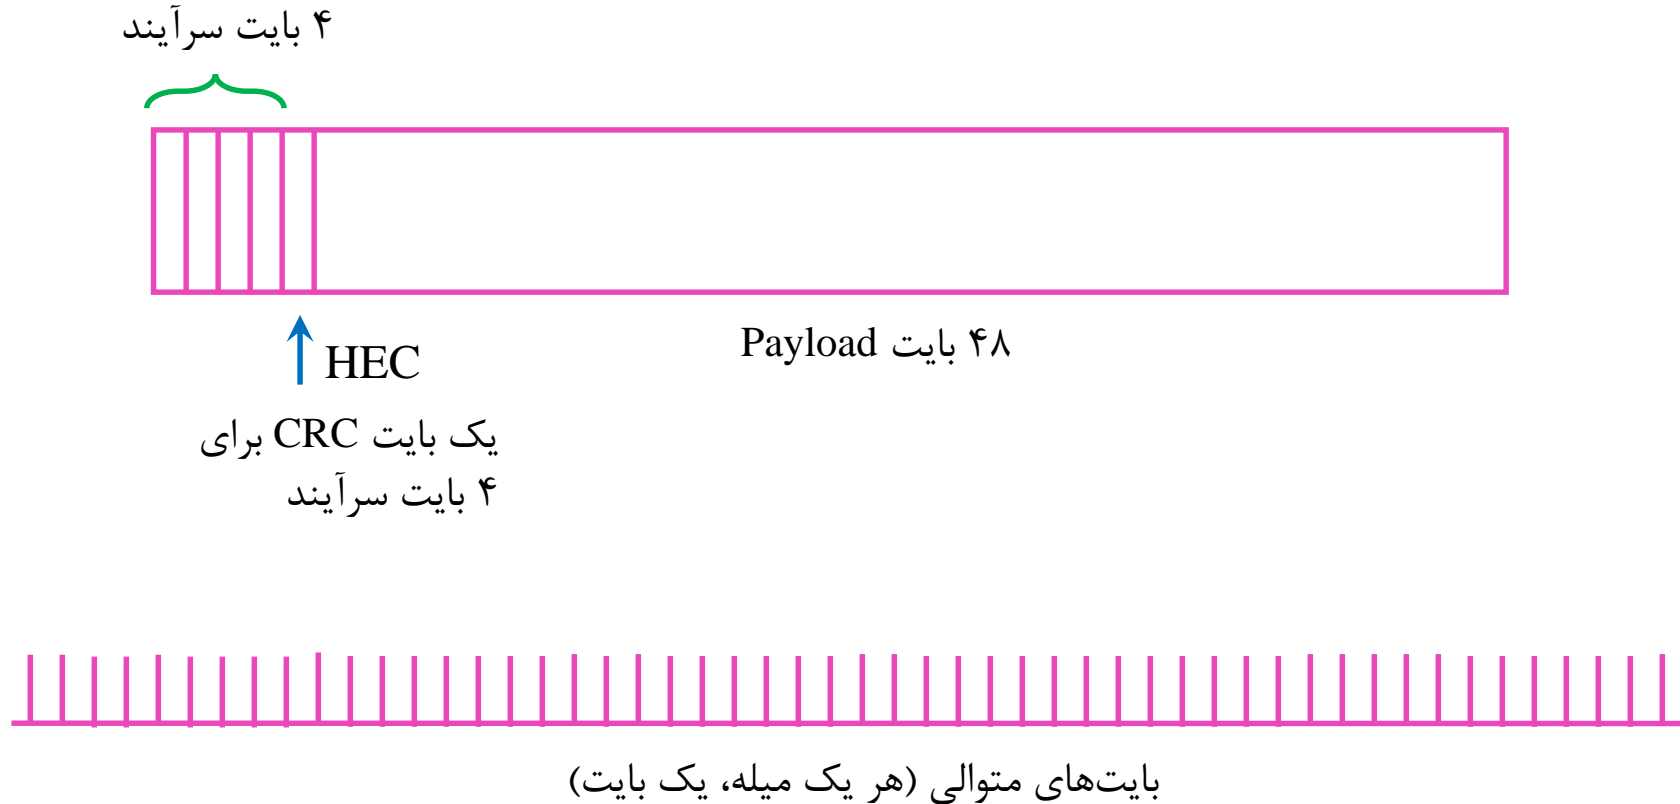 ۴ بایت سرآیند
HEC
۴۸ بایت Payload
یک بایت CRC برای
۴ بایت سرآیند
بایت‌های متوالی (هر یک میله، یک بایت)